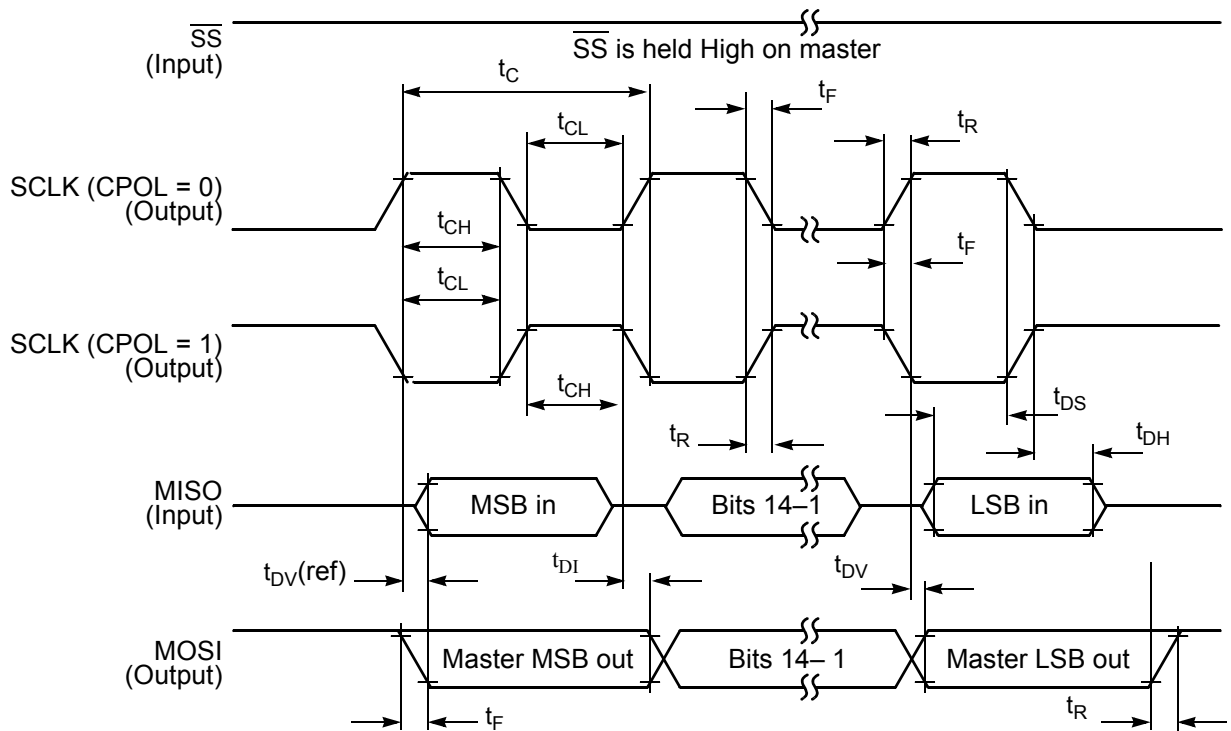 SS
(Input)
SS is held High on master
tC
tF
tCL
tR
SCLK (CPOL = 0)
(Output)
tCH
tF
tCL
SCLK (CPOL = 1)
(Output)
tCH
tDS
tR
tDH
MISO
(Input)
MSB in
Bits 14–1
LSB in
tDV(ref)
tDI
tDV
MOSI
(Output)
Master MSB out
Bits 14– 1
Master LSB out
tF
tR